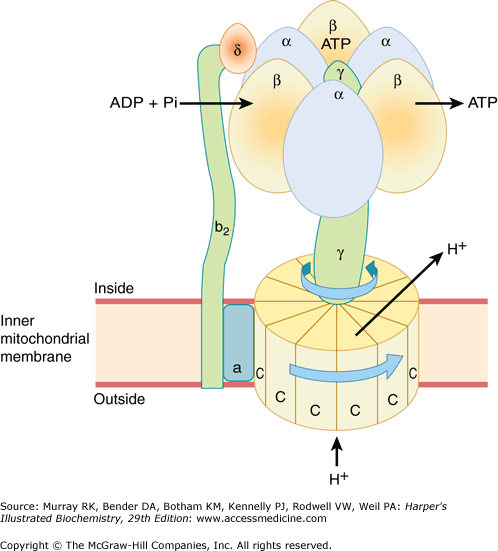 β
ATP
δ
α
α
γ
β
α
β
ADP + Pi
ATP
b2
γ
H+
Inside
Inner
mitochondrial
membrane
a
C
C
C
C
C
C
Outside
H+
Source: Murray RK, Bender DA, Botham KM, Kennelly PJ, Rodwell VW, Weil PA: Harper's
Illustrated Biochemistry, 29th Edition: www.accessmedicine.com
Copyright © The McGraw-Hill Companies, Inc. All rights reserved.